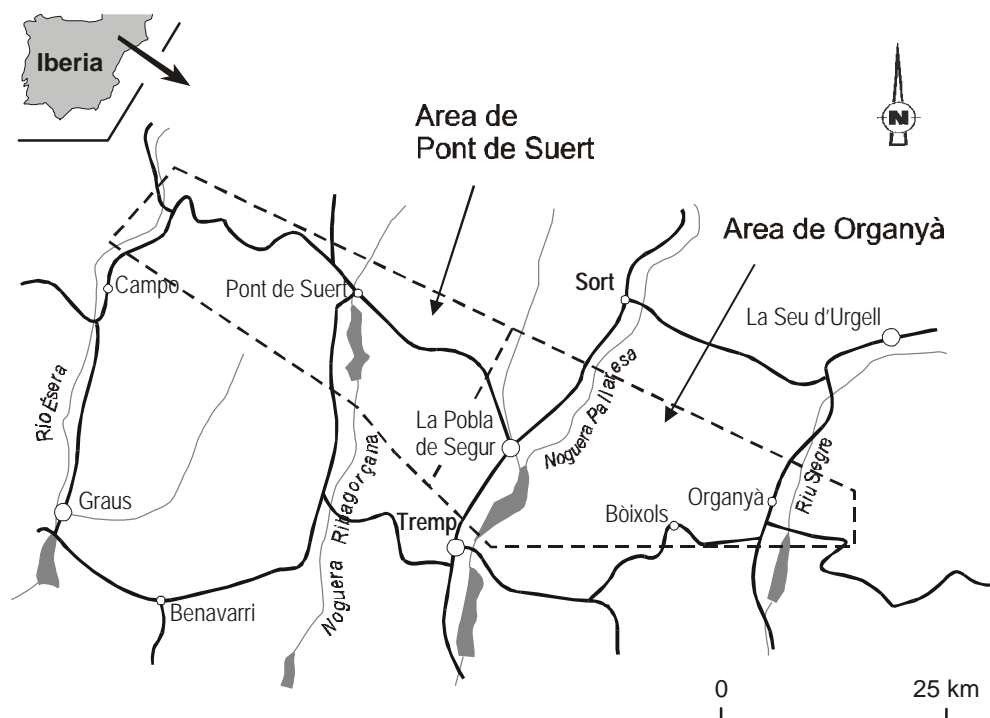 Iberia
N
Area de
Pont de Suert
Area de Organyà
Sort
Campo
Pont de Suert
La Seu d'Urgell
Rio Ésera
Noguera Pallaresa
La Pobla
de Segur
Noguera Ribagorçana
Riu Segre
Graus
Organyà
Bòixols
Tremp
Benavarri
0 25 km